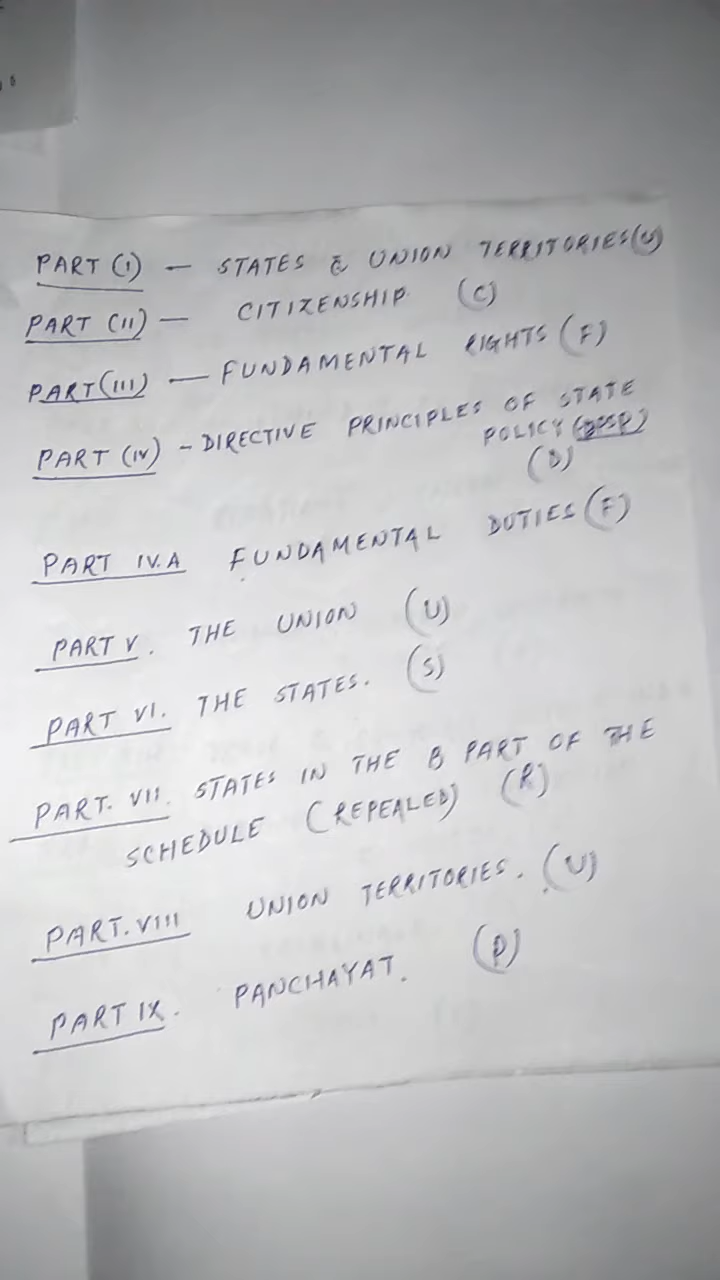 PART (I) — STATES & UNION TERRITORIES (U)
PART (II) — CITIZENSHIP (C)
PART (III) — FUNDAMENTAL RIGHTS (F)
PART (IV) - DIRECTIVE PRINCIPLES OF STATE
POLICY (DPSP)
(D)
PART IV.A FUNDAMENTAL DUTIES (F)
PART V. THE UNION (U)
PART VI. THE STATES. (S)
PART. VII. STATES IN THE B PART OF THE
SCHEDULE (REPEALED) (R)
PART. VIII UNION TERRITORIES. (U)
PART IX. PANCHAYAT. (P)